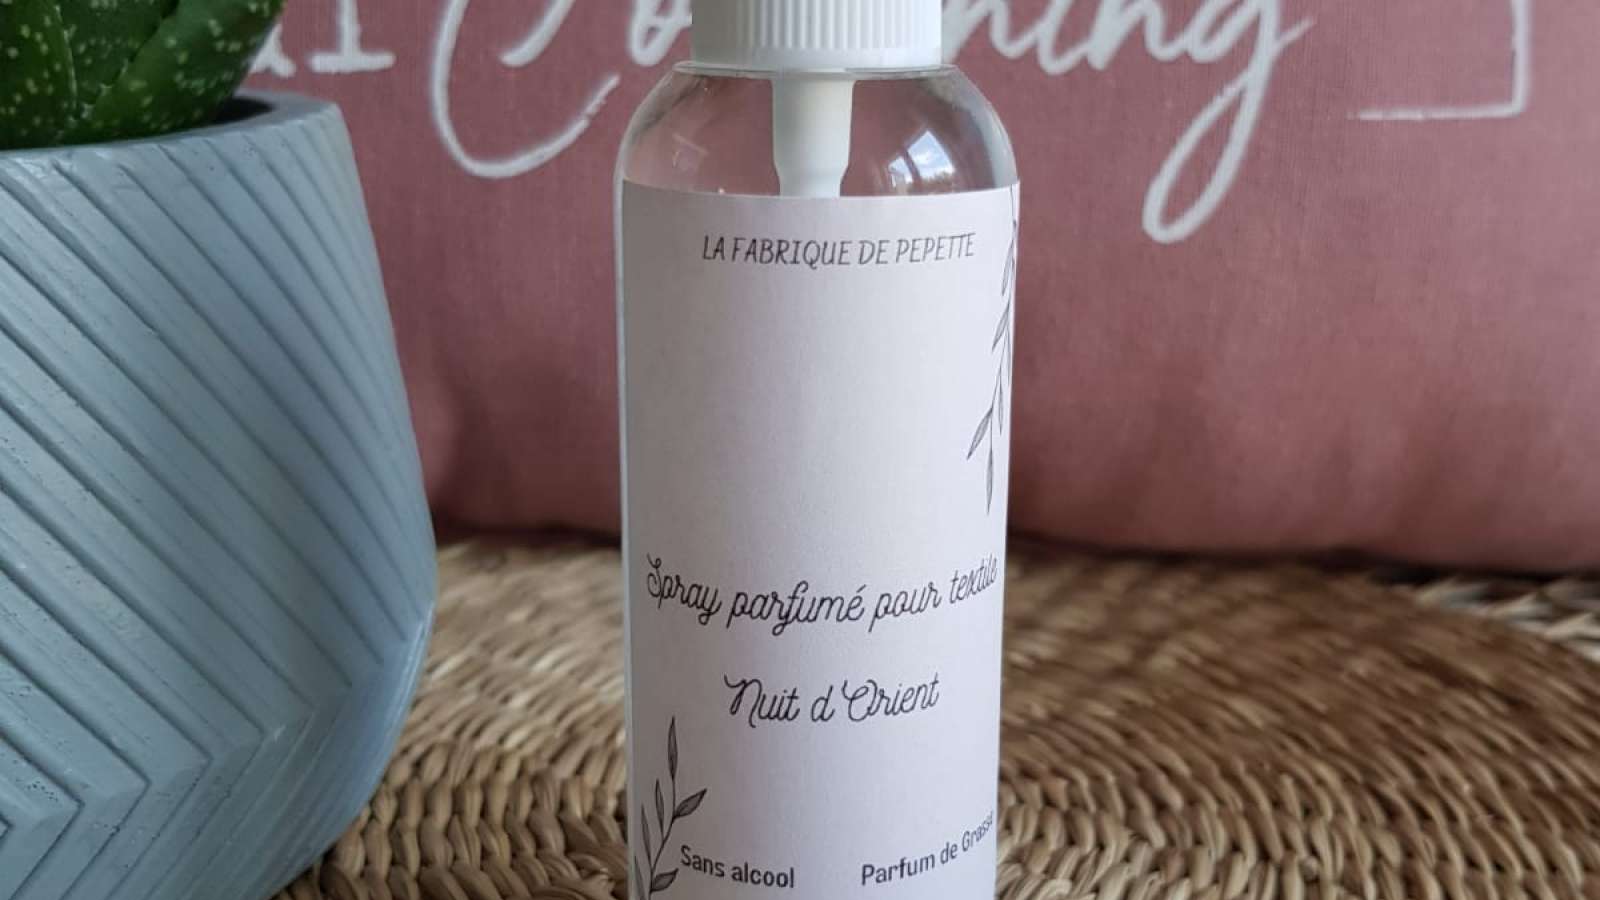 LA FABRIQUE DE PEPETTE
Spray parfumé pour textile
Nuit d'Orient
Sans alcool
Parfum de Grasse